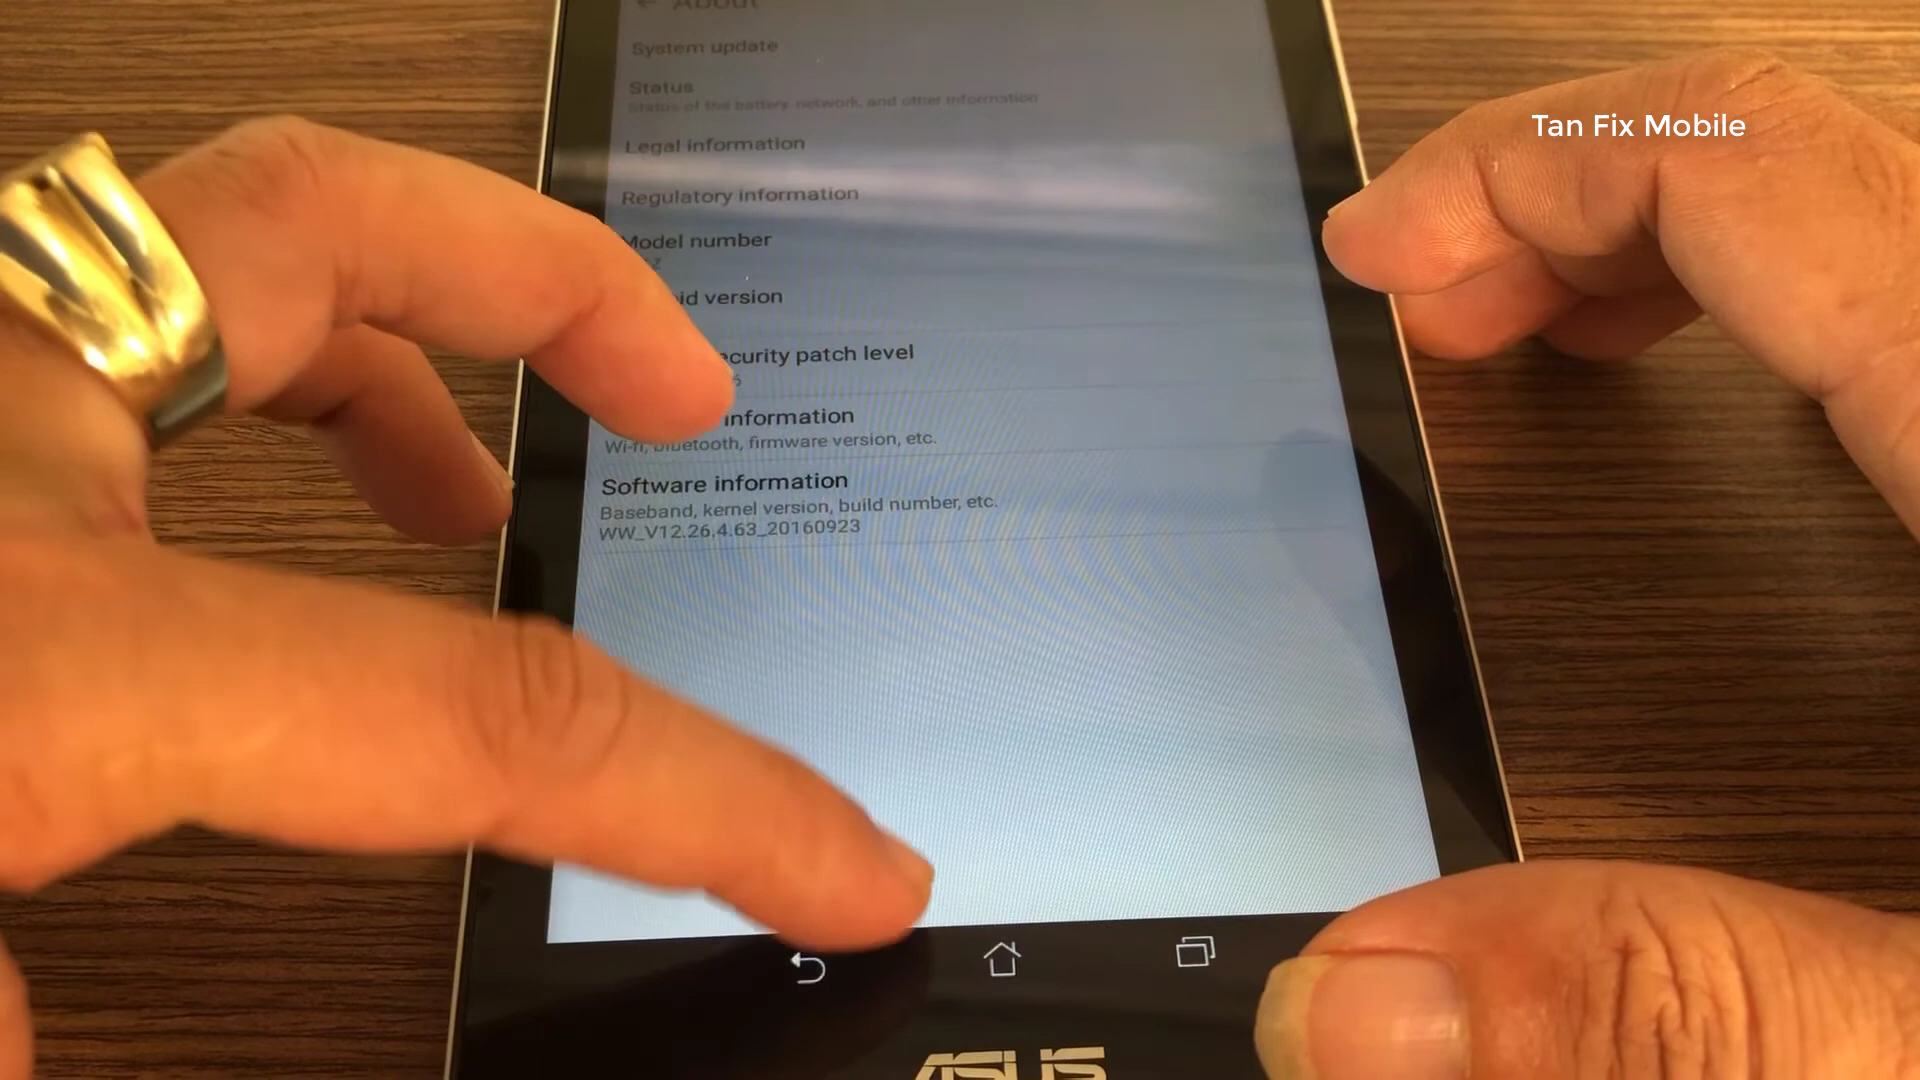 About
System update
Status
Status of the battery, network, and other information
Tan Fix Mobile
Legal information
Regulatory information
Model number
id version
curity patch level
information
Wi-fi, bluetooth, firmware version, etc.
Software information
Baseband, kernel version, build number, etc.
WW_V12.26.4.63_20160923
ASUS